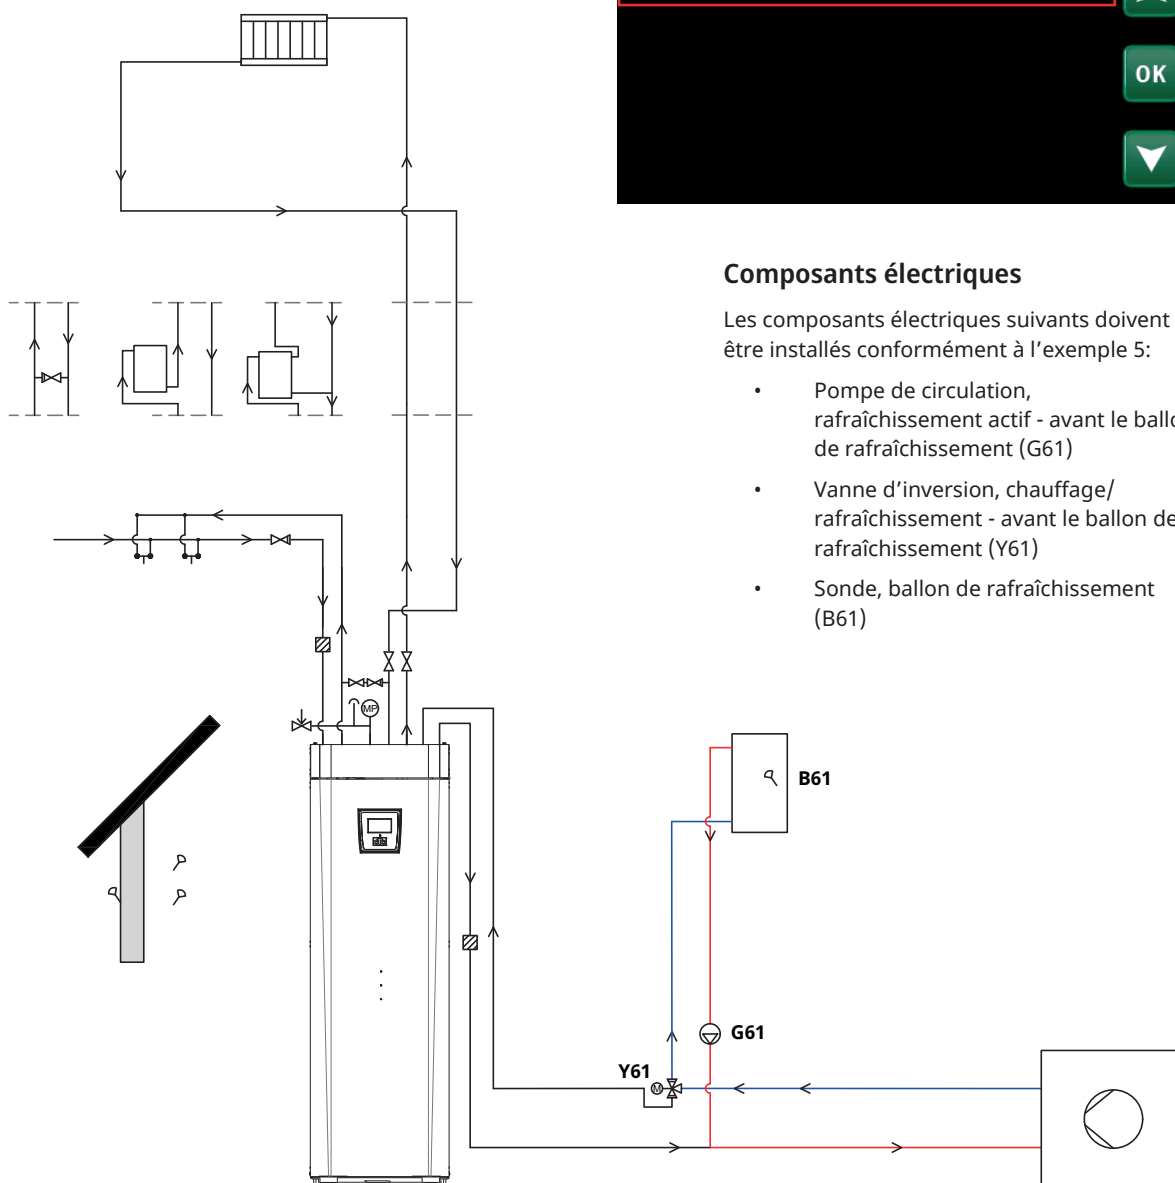 OK
Composants électriques
Les composants électriques suivants doivent
être installés conformément à l'exemple 5:
• Pompe de circulation,
rafraîchissement actif - avant le
de rafraîchissement (G61)
• Vanne d'inversion, chauffage/
rafraîchissement - avant le ballon de
rafraîchissement (Y61)
• Sonde, ballon de rafraîchissement
(B61)
MP
B61
G61
Y61
M